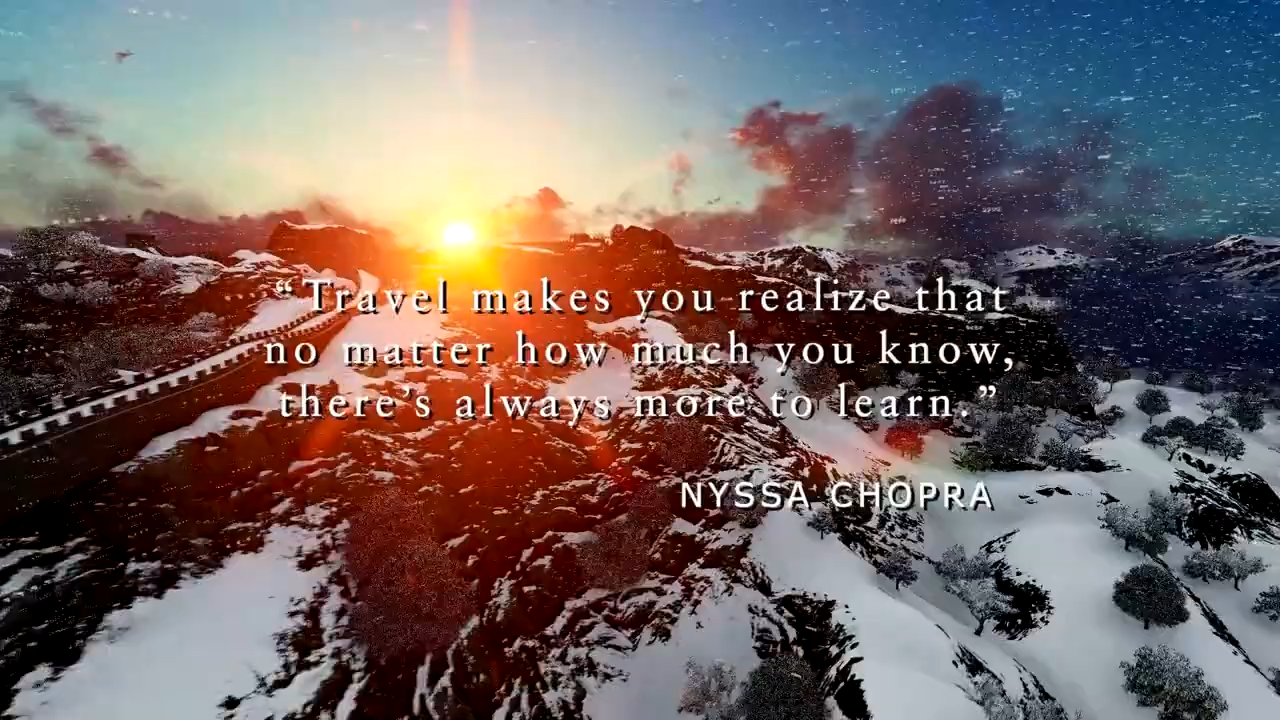 “Travel makes you realize that
no matter how much you know,
there’s always more to learn.”
NYSSA CHOPRA